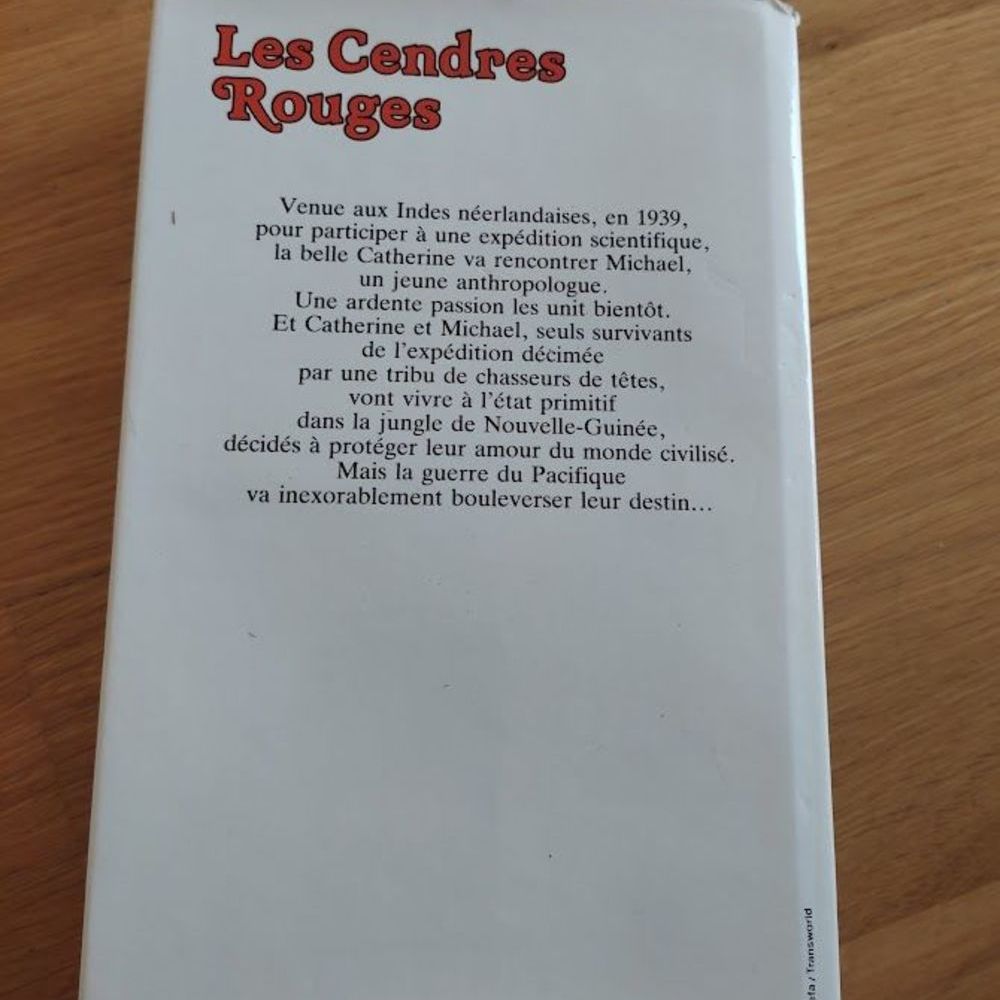 Les Cendres
Rouges
Venue aux Indes néerlandaises, en 1939,
pour participer à une expédition scientifique,
la belle Catherine va rencontrer Michael,
un jeune anthropologue.
Une ardente passion les unit bientôt.
Et Catherine et Michael, seuls survivants
de l'expédition décimée
par une tribu de chasseurs de têtes,
vont vivre à l'état primitif
dans la jungle de Nouvelle-Guinée,
décidés à protéger leur amour du monde civilisé.
Mais la guerre du Pacifique
va inexorablement bouleverser leur destin...
/ Transworld